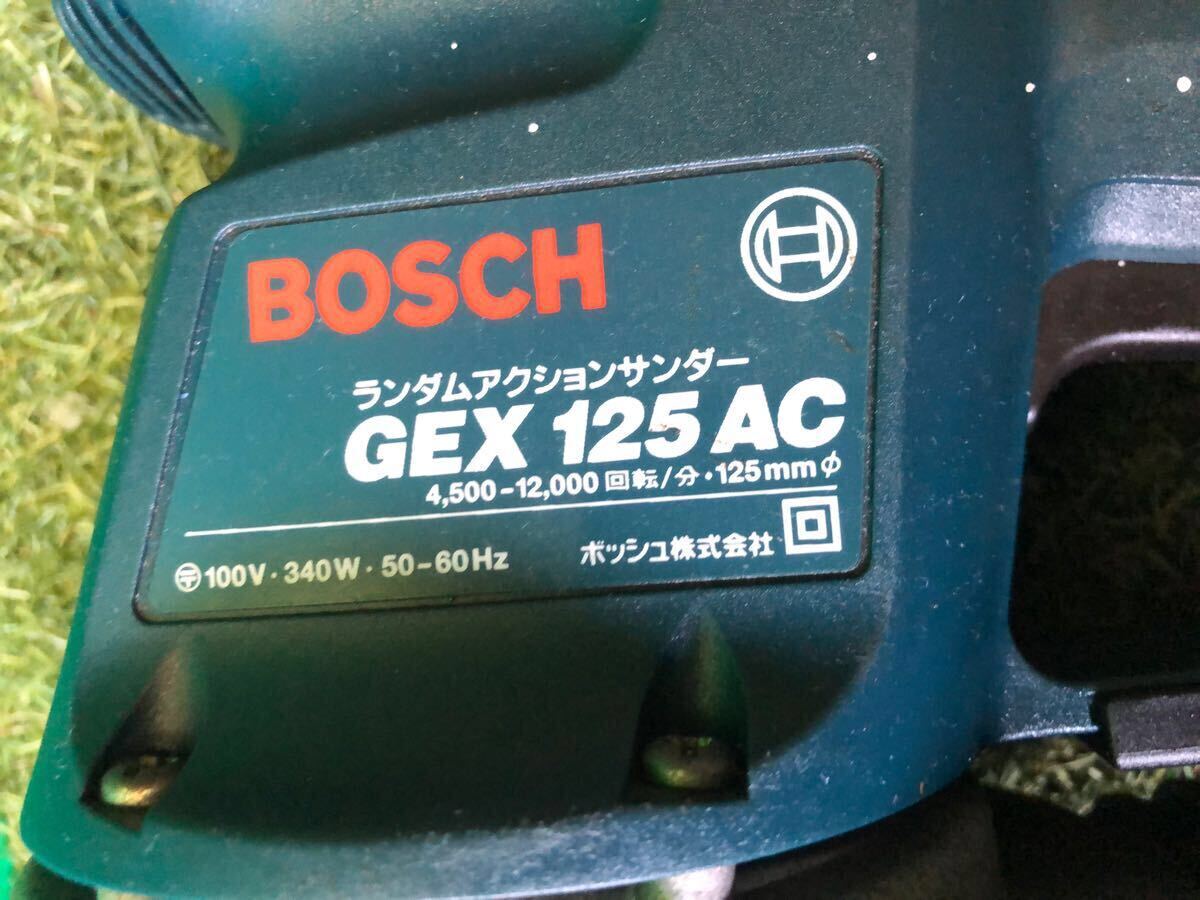 BOSCH
ランダムアクションサンダー
GEX 125 AC
4,500-12,000 回転/分・125mmφ
〒100V・340W・50-60Hz
ボッシュ株式会社